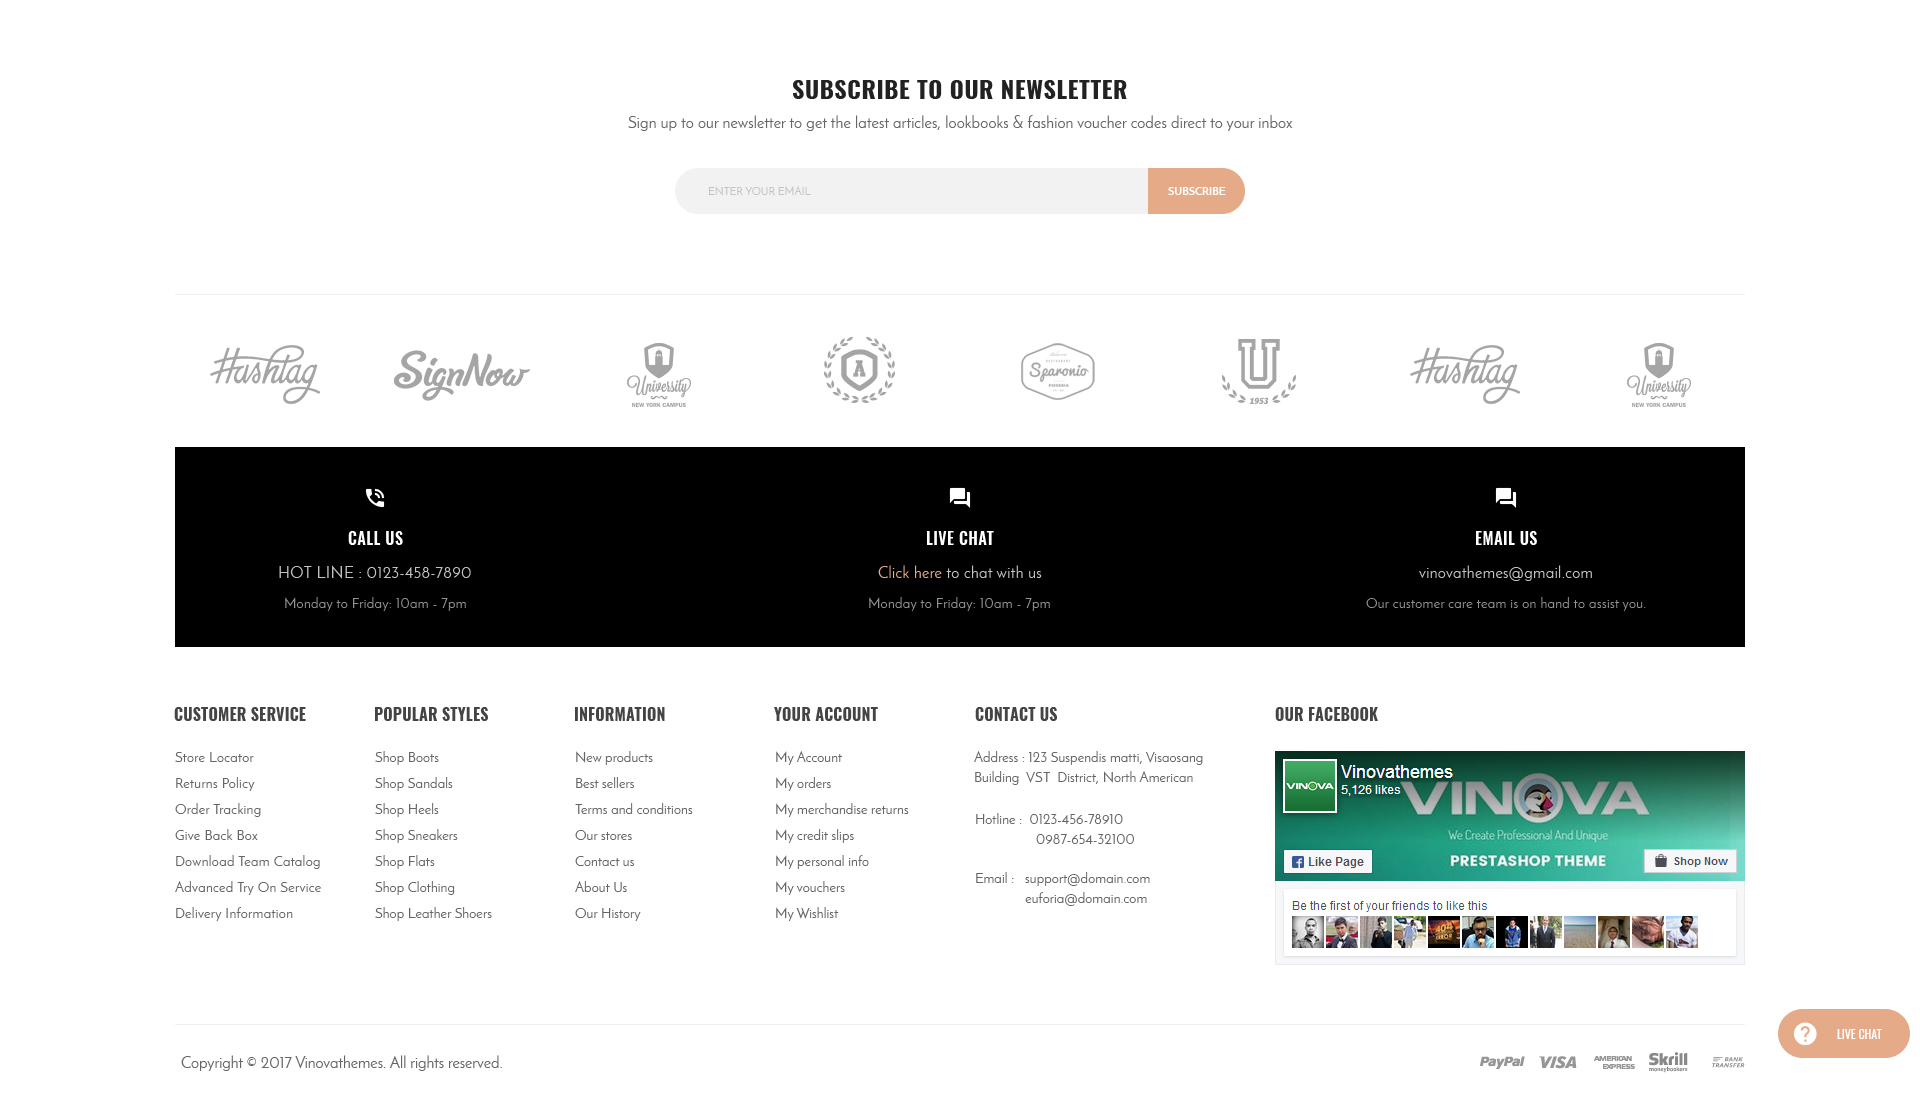 SUBSCRIBE TO OUR NEWSLETTER
Sign up to our newsletter to get the latest articles, lookbooks & fashion voucher codes direct to your inbox
ENTER YOUR EMAIL
SUBSCRIBE
Hashtag
SignNow
University
NEW YORK CAMPUS
A
Sparonio
U
1953
Hashtag
University
NEW YORK CAMPUS
CALL US
HOT LINE : 0123-458-7890
Monday to Friday: 10am - 7pm
LIVE CHAT
Click here to chat with us
Monday to Friday: 10am - 7pm
EMAIL US
vinovathemes@gmail.com
Our customer care team is on hand to assist you.
CUSTOMER SERVICE
Store Locator
Returns Policy
Order Tracking
Give Back Box
Download Team Catalog
Advanced Try On Service
Delivery Information
POPULAR STYLES
Shop Boots
Shop Sandals
Shop Heels
Shop Sneakers
Shop Flats
Shop Clothing
Shop Leather Shoers
INFORMATION
New products
Best sellers
Terms and conditions
Our stores
Contact us
About Us
Our History
YOUR ACCOUNT
My Account
My orders
My merchandise returns
My credit slips
My personal info
My vouchers
My Wishlist
CONTACT US
Address : 123 Suspendis matti, Visaosang
Building VST District, North American
Hotline : 0123-456-78910
0987-654-32100
Email : support@domain.com
euforia@domain.com
OUR FACEBOOK
VINOVA
Vinovathemes
5,126 likes
VINOVA
We Create Professional And Unique
PRESTASHOP THEME
Like Page
Shop Now
Be the first of your friends to like this
404
ERROR
LIVE CHAT
Copyright © 2017 Vinovathemes. All rights reserved.
PayPal
VISA
AMERICAN
EXPRESS
Skrill
moneybookers
BANK
TRANSFER